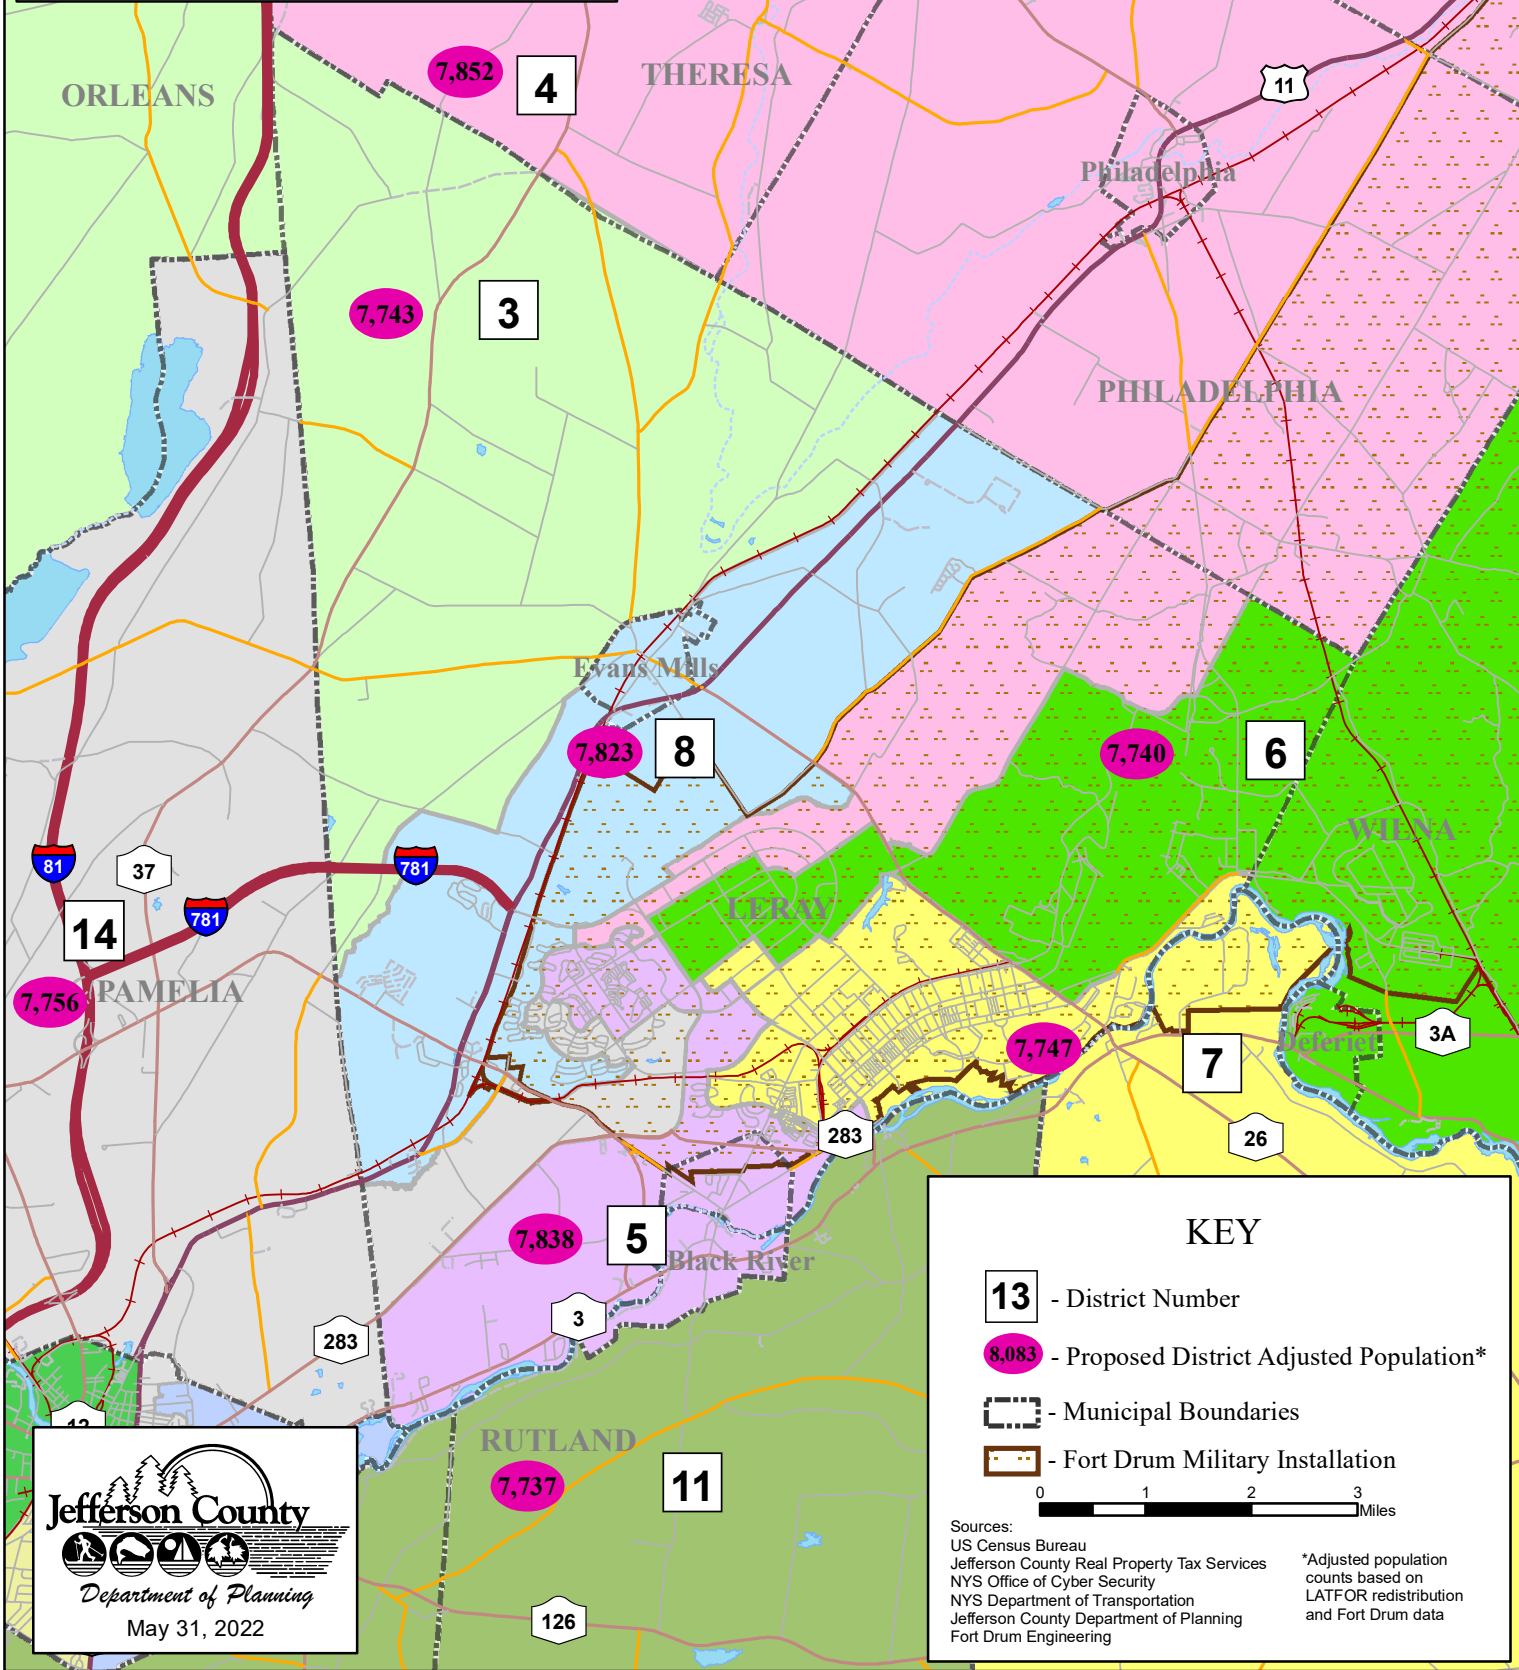 ORLEANS
7,852
4
THERESA
11
Philadelphia
7,743
3
PHILADELPHIA
Evans Mills
7,823
8
7,740
6
WILNA
81
37
781
781
LERAY
14
7,756
PAMELIA
7,747
7
Deferiet
3A
283
26
7,838
5
Black River
3
283
12
RUTLAND
7,737
11
126
KEY
13 - District Number
8,083 - Proposed District Adjusted Population*
- Municipal Boundaries
- Fort Drum Military Installation
0 1 2 3
Miles
Sources:
US Census Bureau
Jefferson County Real Property Tax Services
NYS Office of Cyber Security
NYS Department of Transportation
Jefferson County Department of Planning
Fort Drum Engineering
*Adjusted population
counts based on
LATFOR redistribution
and Fort Drum data
Jefferson County
Department of Planning
May 31, 2022